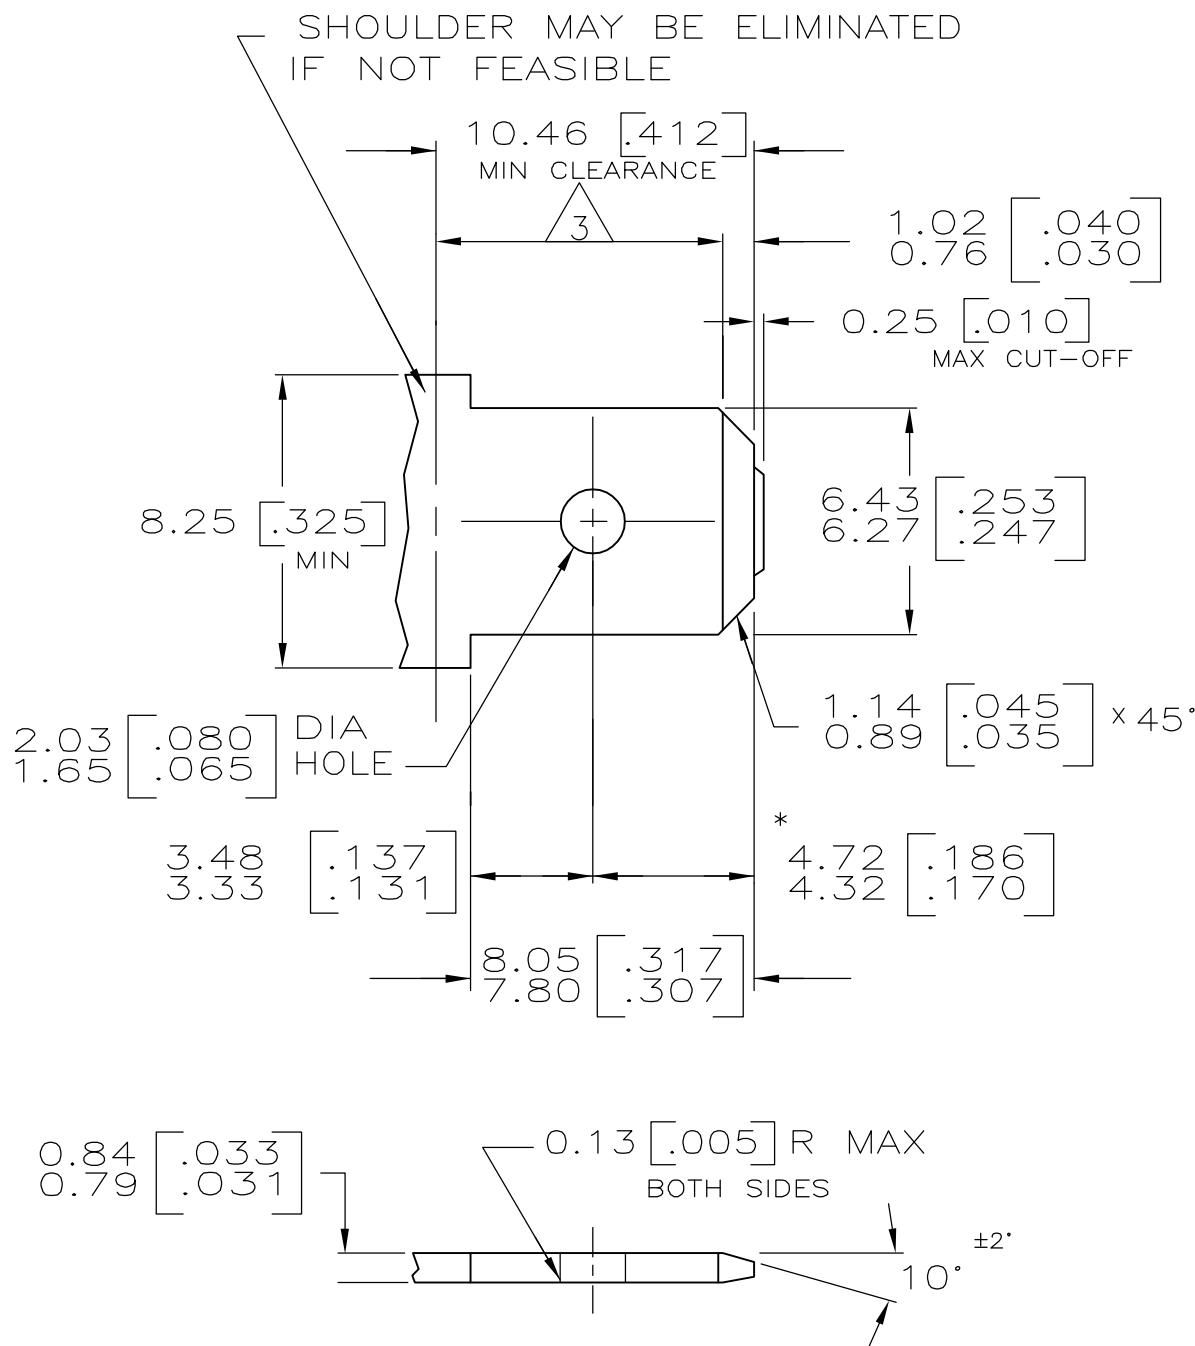 SHOULDER MAY BE ELIMINATED
IF NOT FEASIBLE
10.46 [.412]
MIN CLEARANCE
3
1.02 [.040
0.76 .030]
0.25 [.010]
MAX CUT-OFF
8.25 [.325]
MIN
6.43 [.253
6.27 .247]
2.03 [.080
1.65 .065]
DIA
HOLE
1.14 [.045
0.89 .035] x 45°
3.48 [.137
3.33 .131]
*
4.72 [.186
4.32 .170]
8.05 [.317
7.80 .307]
0.84 [.033
0.79 .031]
0.13 [.005] R MAX
BOTH SIDES
10° ±2°